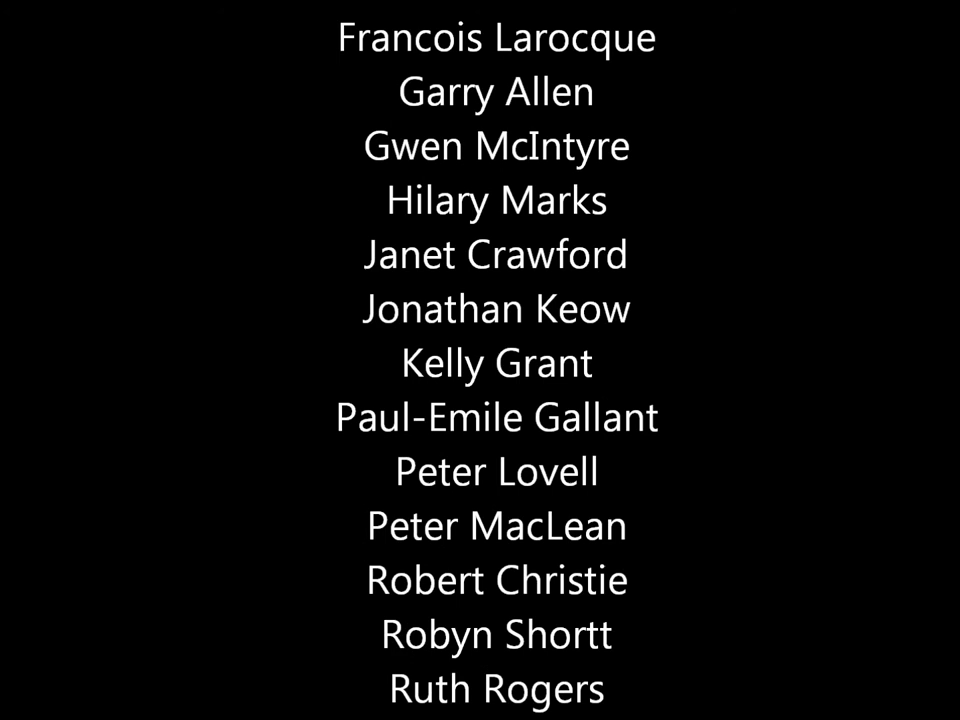 Francois Larocque
Garry Allen
Gwen McIntyre
Hilary Marks
Janet Crawford
Jonathan Keow
Kelly Grant
Paul-Emile Gallant
Peter Lovell
Peter MacLean
Robert Christie
Robyn Shortt
Ruth Rogers